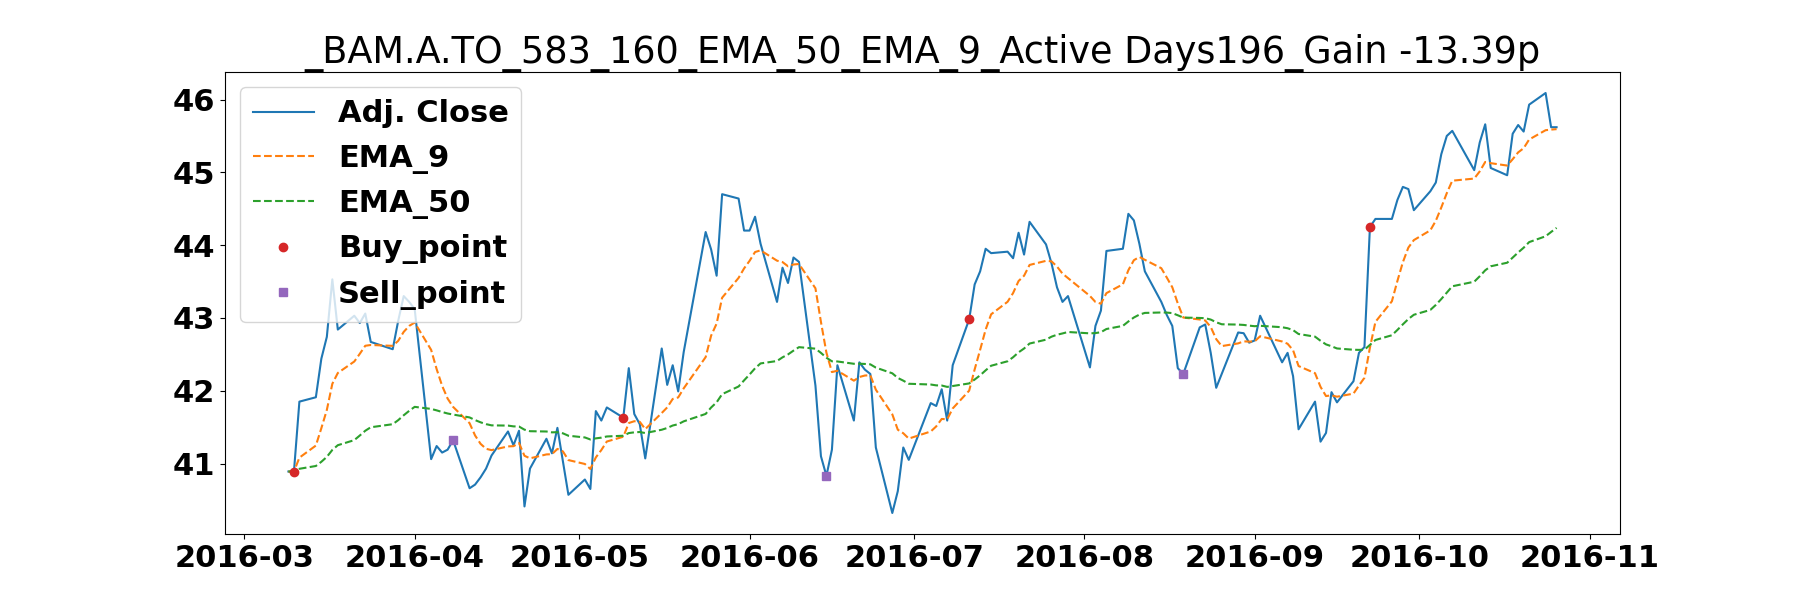 _BAM.A.TO_583_160_EMA_50_EMA_9_Active Days196_Gain -13.39p
46
45
44
43
42
41
Adj. Close
EMA_9
EMA_50
Buy_point
Sell_point
2016-03 2016-04 2016-05 2016-06 2016-07 2016-08 2016-09 2016-10 2016-11